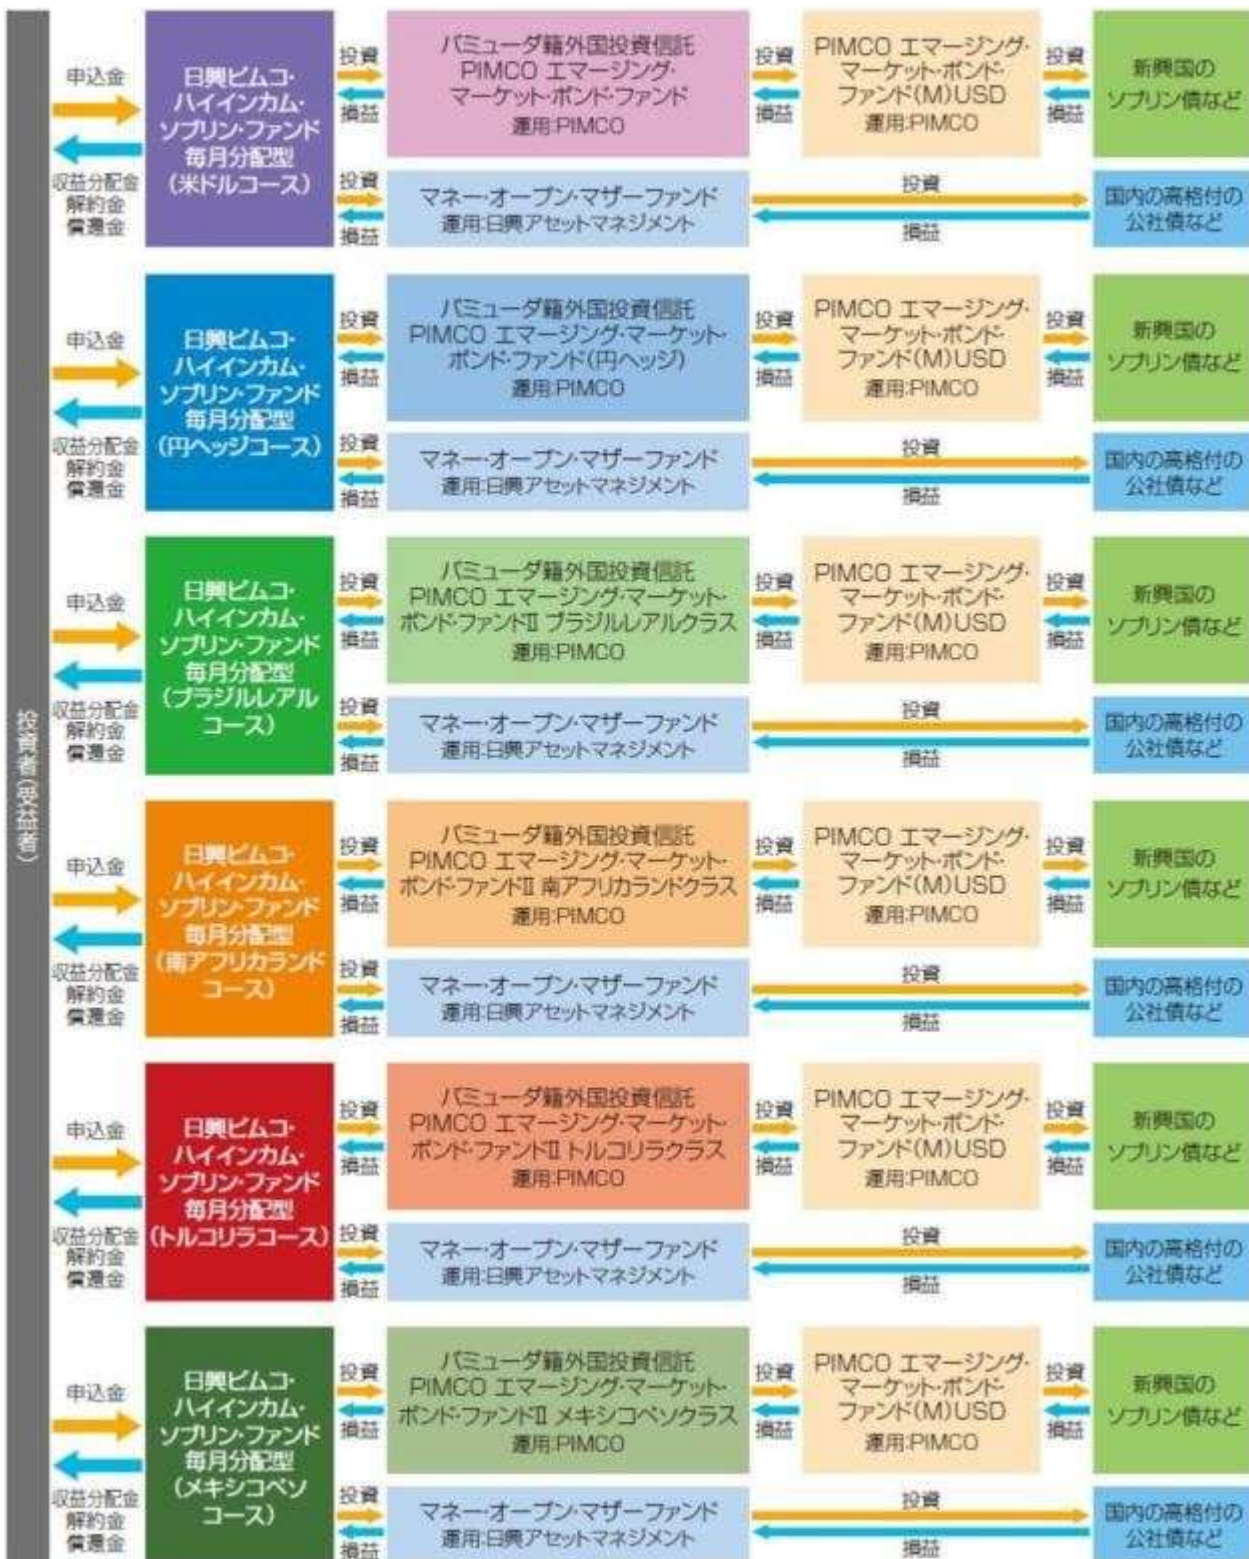 投資者(受益者)
申込金
収益分配金
解約金
償還金
日興ピムコ・
ハイインカム・
ソブリン・ファンド
毎月分配型
(米ドルコース)
投資
損益
バミューダ籍外国投資信託
PIMCO エマージング・
マーケット・ボンド・ファンド
運用:PIMCO
投資
損益
PIMCO エマージング・
マーケット・ボンド・
ファンド(M)USD
運用:PIMCO
投資
損益
新興国の
ソブリン債など
投資
損益
マネー・オープン・マザーファンド
運用:日興アセットマネジメント
投資
損益
国内の高格付の
公社債など
申込金
収益分配金
解約金
償還金
日興ピムコ・
ハイインカム・
ソブリン・ファンド
毎月分配型
(円ヘッジコース)
投資
損益
バミューダ籍外国投資信託
PIMCO エマージング・マーケット・
ボンド・ファンド(円ヘッジ)
運用:PIMCO
投資
損益
PIMCO エマージング・
マーケット・ボンド・
ファンド(M)USD
運用:PIMCO
投資
損益
新興国の
ソブリン債など
投資
損益
マネー・オープン・マザーファンド
運用:日興アセットマネジメント
投資
損益
国内の高格付の
公社債など
申込金
収益分配金
解約金
償還金
日興ピムコ・
ハイインカム・
ソブリン・ファンド
毎月分配型
(ブラジルレアル
コース)
投資
損益
バミューダ籍外国投資信託
PIMCO エマージング・マーケット・
ボンド・ファンドⅡ ブラジルレアルクラス
運用:PIMCO
投資
損益
PIMCO エマージング・
マーケット・ボンド・
ファンド(M)USD
運用:PIMCO
投資
損益
新興国の
ソブリン債など
投資
損益
マネー・オープン・マザーファンド
運用:日興アセットマネジメント
投資
損益
国内の高格付の
公社債など
申込金
収益分配金
解約金
償還金
日興ピムコ・
ハイインカム・
ソブリン・ファンド
毎月分配型
(南アフリカランド
コース)
投資
損益
バミューダ籍外国投資信託
PIMCO エマージング・マーケット・
ボンド・ファンドⅡ 南アフリカランドクラス
運用:PIMCO
投資
損益
PIMCO エマージング・
マーケット・ボンド・
ファンド(M)USD
運用:PIMCO
投資
損益
新興国の
ソブリン債など
投資
損益
マネー・オープン・マザーファンド
運用:日興アセットマネジメント
投資
損益
国内の高格付の
公社債など
申込金
収益分配金
解約金
償還金
日興ピムコ・
ハイインカム・
ソブリン・ファンド
毎月分配型
(トルコリラコース)
投資
損益
バミューダ籍外国投資信託
PIMCO エマージング・マーケット・
ボンド・ファンドⅡ トルコリラクラス
運用:PIMCO
投資
損益
PIMCO エマージング・
マーケット・ボンド・
ファンド(M)USD
運用:PIMCO
投資
損益
新興国の
ソブリン債など
投資
損益
マネー・オープン・マザーファンド
運用:日興アセットマネジメント
投資
損益
国内の高格付の
公社債など
申込金
収益分配金
解約金
償還金
日興ピムコ・
ハイインカム・
ソブリン・ファンド
毎月分配型
(メキシコペソ
コース)
投資
損益
バミューダ籍外国投資信託
PIMCO エマージング・マーケット・
ボンド・ファンドⅡ メキシコペソクラス
運用:PIMCO
投資
損益
PIMCO エマージング・
マーケット・ボンド・
ファンド(M)USD
運用:PIMCO
投資
損益
新興国の
ソブリン債など
投資
損益
マネー・オープン・マザーファンド
運用:日興アセットマネジメント
投資
損益
国内の高格付の
公社債など